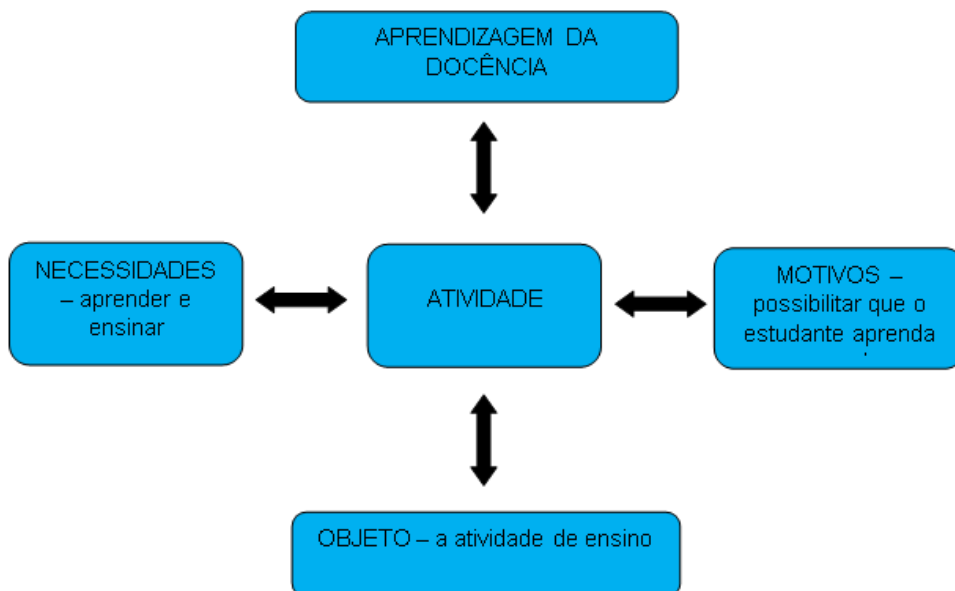 APRENDIZAGEM DA
DOCÊNCIA
NECESSIDADES
– aprender e
ensinar
ATIVIDADE
MOTIVOS –
possibilitar que o
estudante aprenda
.
OBJETO – a atividade de ensino